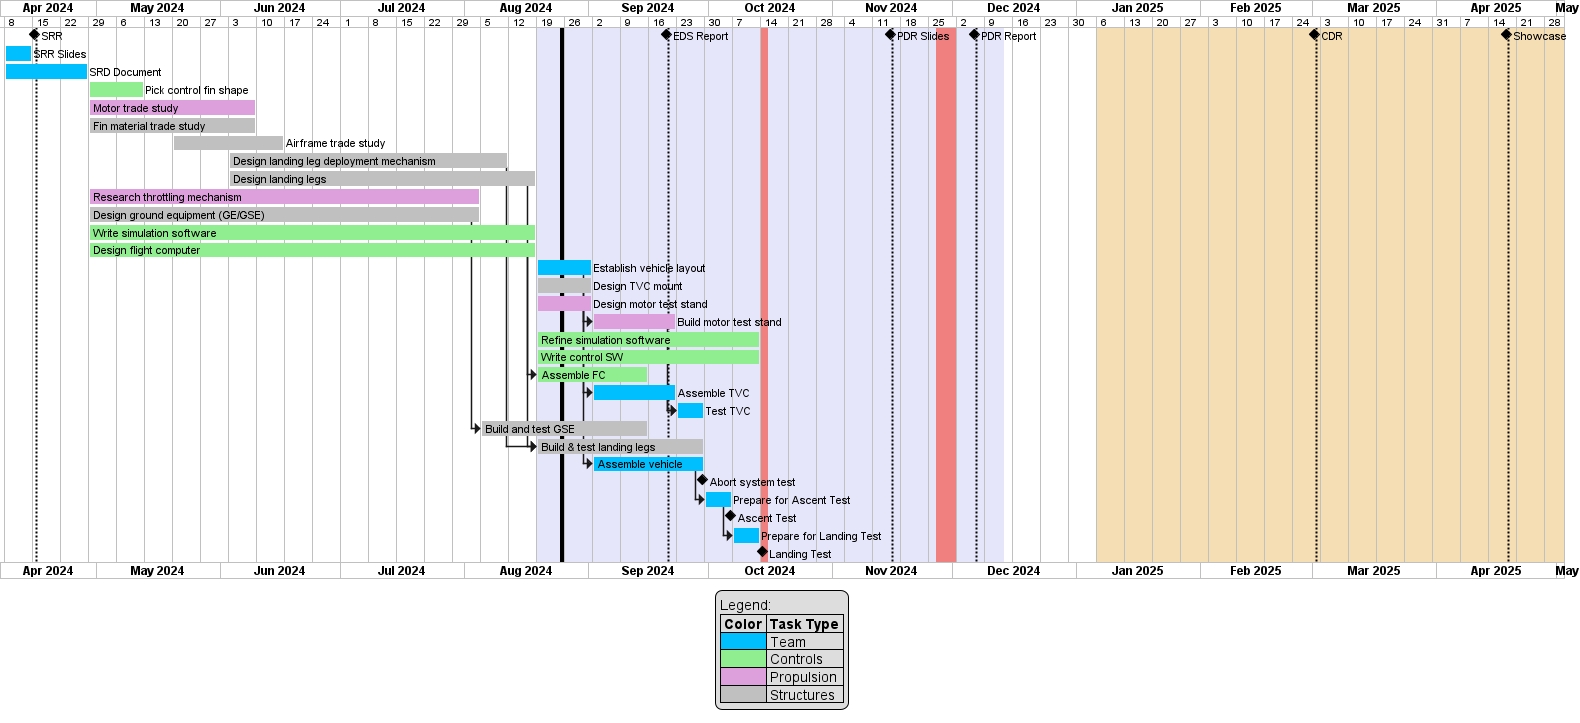 Apr 2024 May 2024 Jun 2024 Jul 2024 Aug 2024 Sep 2024 Oct 2024 Nov 2024 Dec 2024 Jan 2025 Feb 2025 Mar 2025 Apr 2025 May
8 15 22 29 6 13 20 27 3 10 17 24 1 8 15 22 29 5 12 19 26 2 9 16 23 30 7 14 21 28 4 11 18 25 2 9 16 23 30 6 13 20 27 3 10 17 24 3 10 17 24 31 7 14 21 28
SRR EDS Report PDR Slides PDR Report CDR Showcase
SRR Slides
SRD Document
Pick control fin shape
Motor trade study
Fin material trade study
Airframe trade study
Design landing leg deployment mechanism
Design landing legs
Research throttling mechanism
Design ground equipment (GE/GSE)
Write simulation software
Design flight computer
Establish vehicle layout
Design TVC mount
Design motor test stand
Build motor test stand
Refine simulation software
Write control SW
Assemble FC
Assemble TVC
Test TVC
Build and test GSE
Build & test landing legs
Assemble vehicle
Abort system test
Prepare for Ascent Test
Ascent Test
Prepare for Landing Test
Landing Test
Apr 2024 May 2024 Jun 2024 Jul 2024 Aug 2024 Sep 2024 Oct 2024 Nov 2024 Dec 2024 Jan 2025 Feb 2025 Mar 2025 Apr 2025 May
Legend:
Color Task Type
Team
Controls
Propulsion
Structures